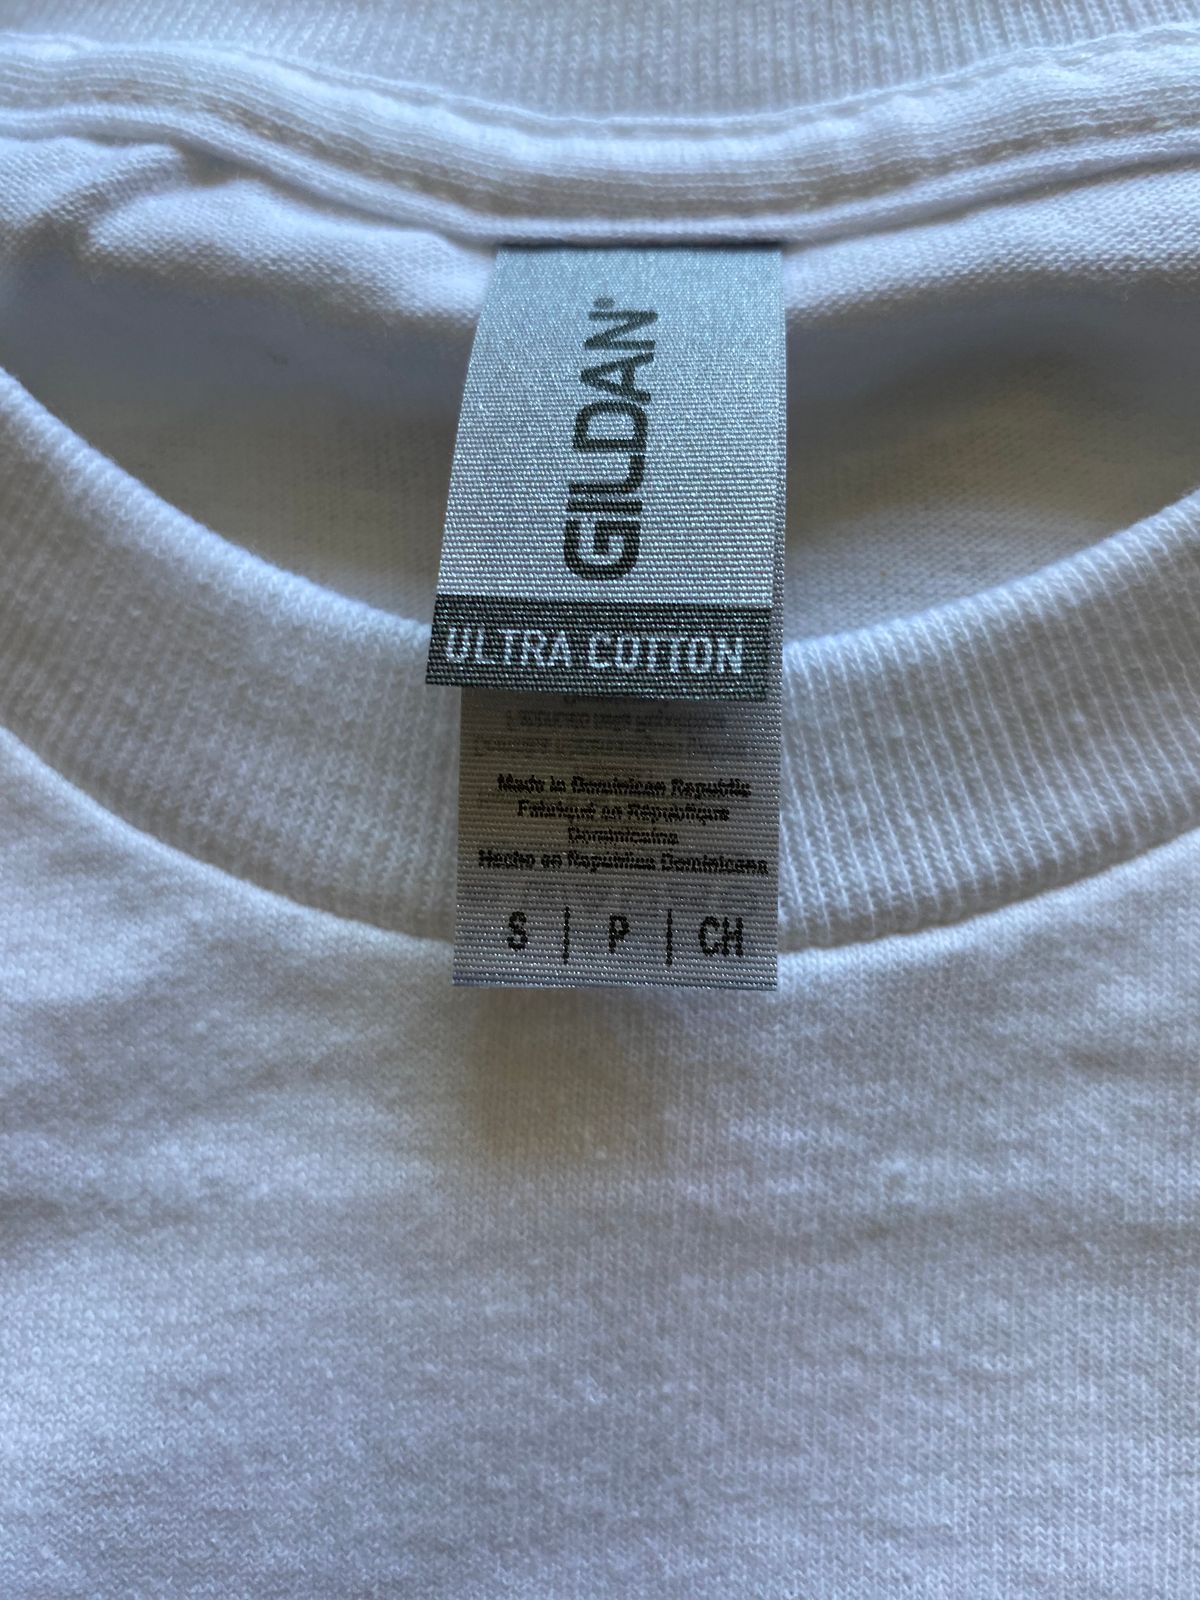 GILDAN®
ULTRA COTTON
Made in Dominican Republic
Fabriqué en République
Dominicaine
Hecho en República Dominicana
S | P | CH